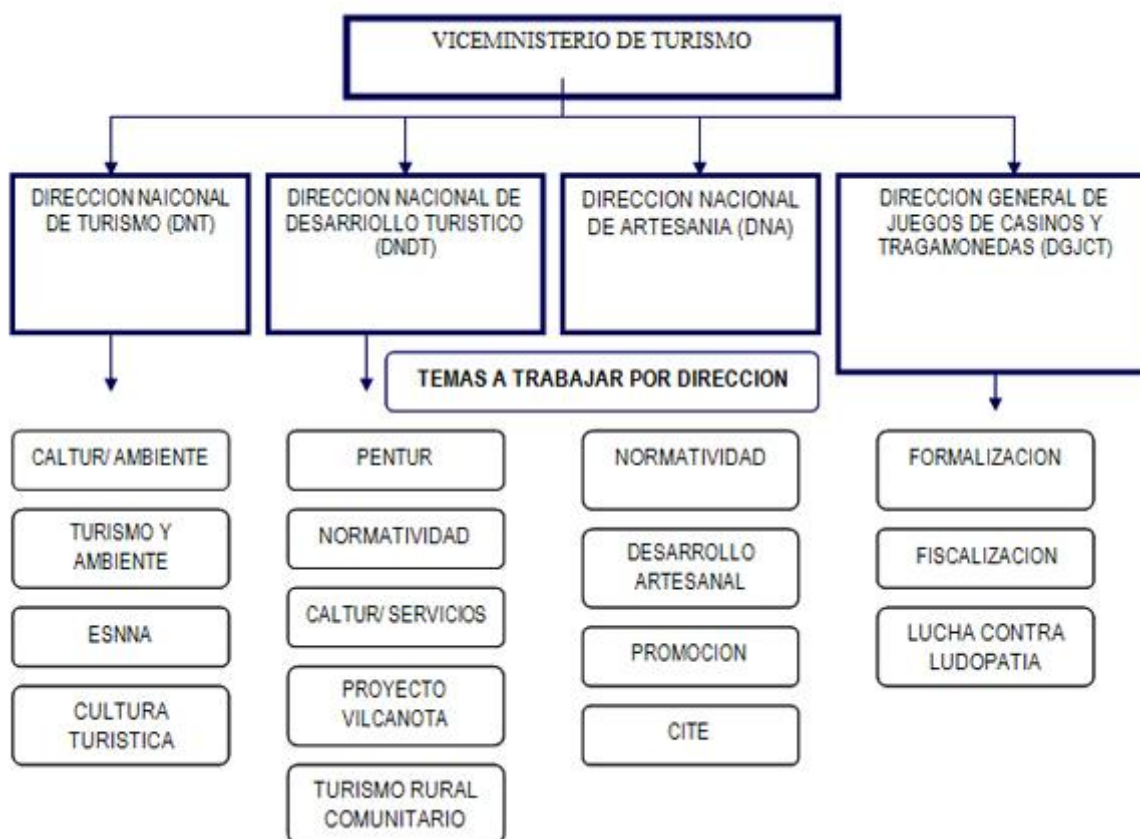 VICEMINISTERIO DE TURISMO
DIRECCION NAICONAL
DE TURISMO (DNT)
DIRECCION NACIONAL DE
DESARRIOLLO TURISTICO
(DNDT)
DIRECCION NACIONAL
DE ARTESANIA (DNA)
DIRECCION GENERAL DE
JUEGOS DE CASINOS Y
TRAGAMONEDAS (DGJCT)
TEMAS A TRABAJAR POR DIRECCION
CALTUR/ AMBIENTE
TURISMO Y
AMBIENTE
ESNNA
CULTURA
TURISTICA
PENTUR
NORMATIVIDAD
CALTUR/ SERVICIOS
PROYECTO
VILCANOTA
TURISMO RURAL
COMUNITARIO
NORMATIVIDAD
DESARROLLO
ARTESANAL
PROMOCION
CITE
FORMALIZACION
FISCALIZACION
LUCHA CONTRA
LUDOPATIA